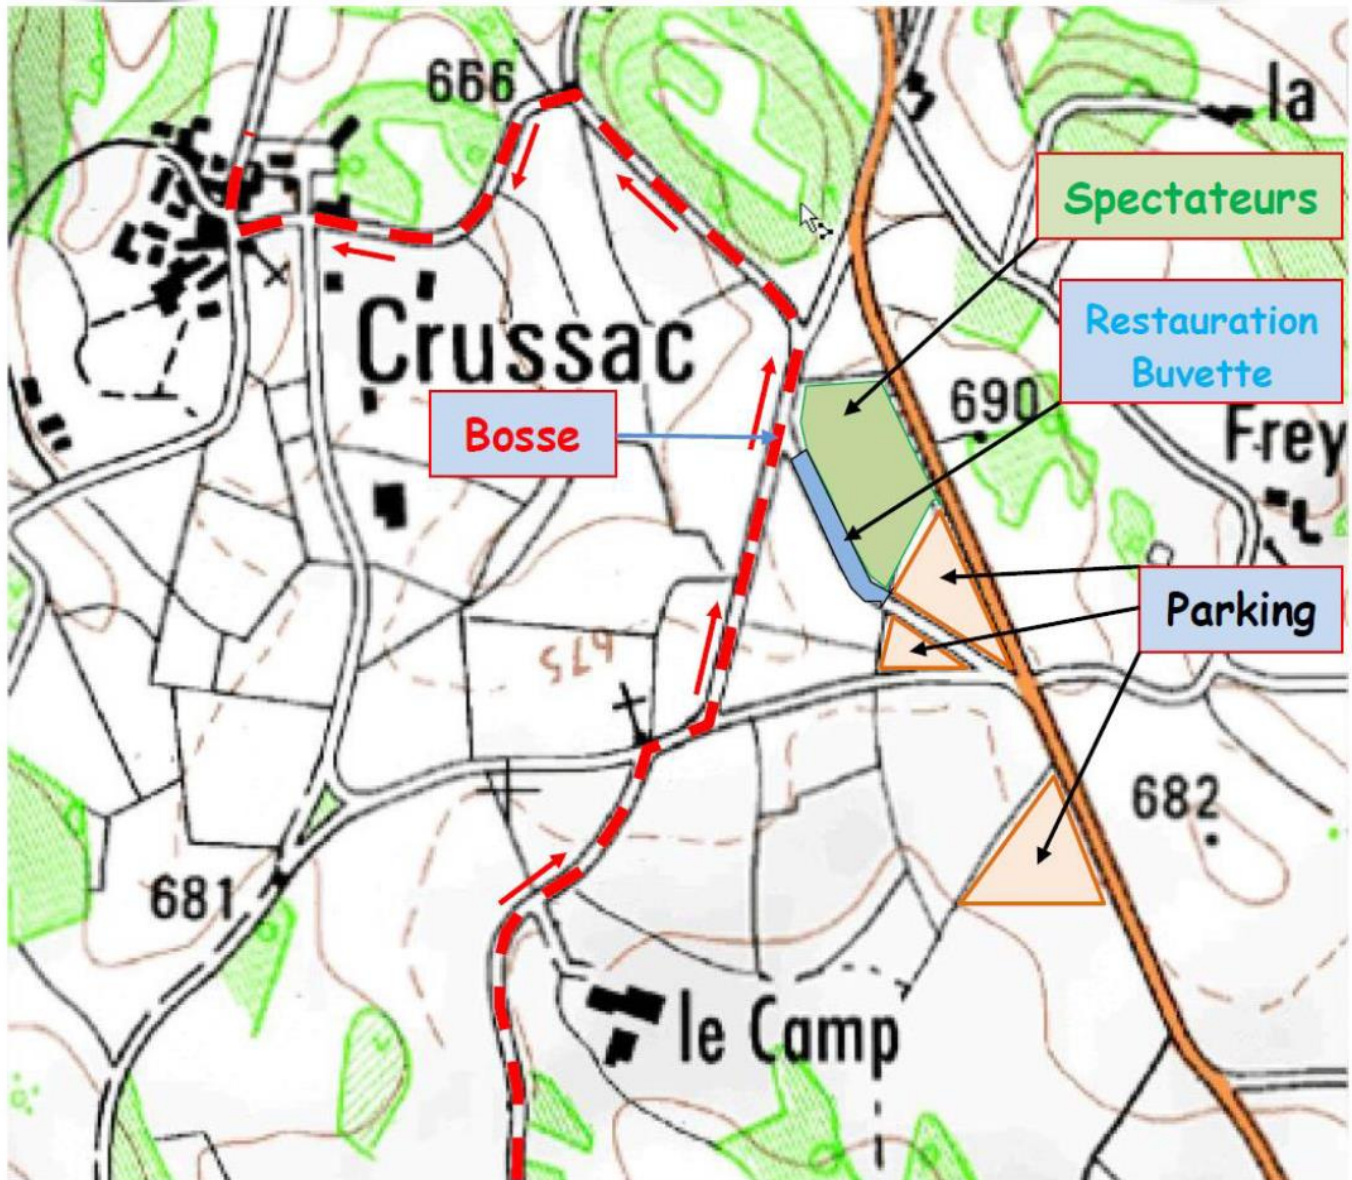 666
la
Spectateurs
Restauration
Buvette
Crussac
690
Bosse
Frey
Parking
675
682
681
le Camp